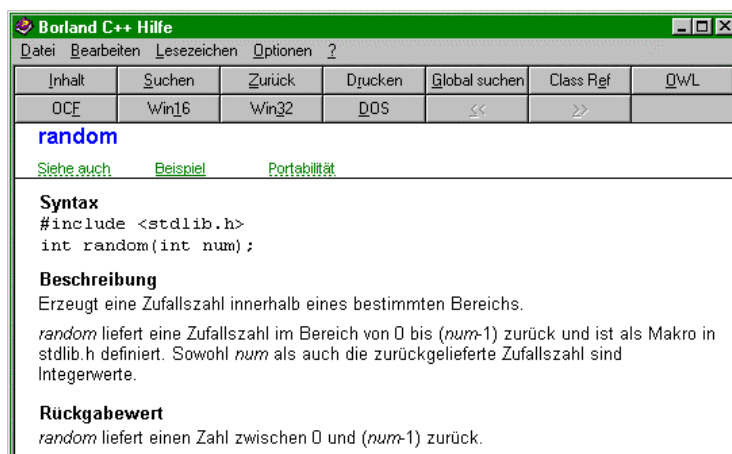 Borland C++ Hilfe
Datei Bearbeiten Lesezeichen Optionen ?
Inhalt Suchen Zurück Drucken Global suchen Class Ref OWL
OCF Win16 Win32 DOS << >>
random
Siehe auch Beispiel Portabilität
Syntax
#include <stdlib.h>
int random(int num);
Beschreibung
Erzeugt eine Zufallszahl innerhalb eines bestimmten Bereichs.
random liefert eine Zufallszahl im Bereich von 0 bis (num-1) zurück und ist als Makro in
stdlib.h definiert. Sowohl num als auch die zurückgelieferte Zufallszahl sind
Integerwerte.
Rückgabewert
random liefert einen Zahl zwischen 0 und (num-1) zurück.